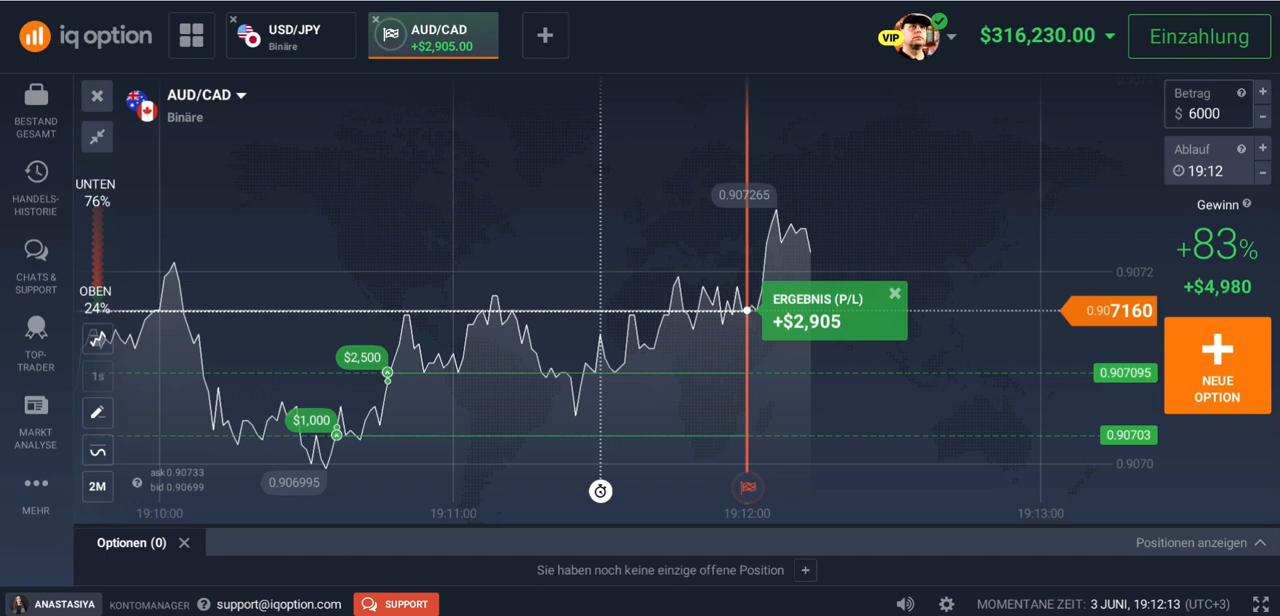 iq option
USD/JPY
Binäre
AUD/CAD
+$2,905.00
VIP
$316,230.00
Einzahlung
BESTAND
GESAMT
HANDELS-
HISTORIE
CHATS &
SUPPORT
TOP-
TRADER
MARKT
ANALYSE
MEHR
AUD/CAD
Binäre
UNTEN
76%
OBEN
24%
1s
2M
ask 0.90733
bid 0.90699
$2,500
$1,000
0.906995
0.907265
ERGEBNIS (P/L)
+$2,905
0.9072
0.907160
0.907095
0.90703
0.9070
19:10:00
19:11:00
19:12:00
19:13:00
Betrag
$ 6000
Ablauf
19:12
Gewinn
+83%
+$4,980
NEUE
OPTION
Optionen (0)
Positionen anzeigen
Sie haben noch keine einzige offene Position
ANASTASIYA
KONTOMANAGER
support@iqoption.com
SUPPORT
MOMENTANE ZEIT: 3 JUNI, 19:12:13 (UTC+3)